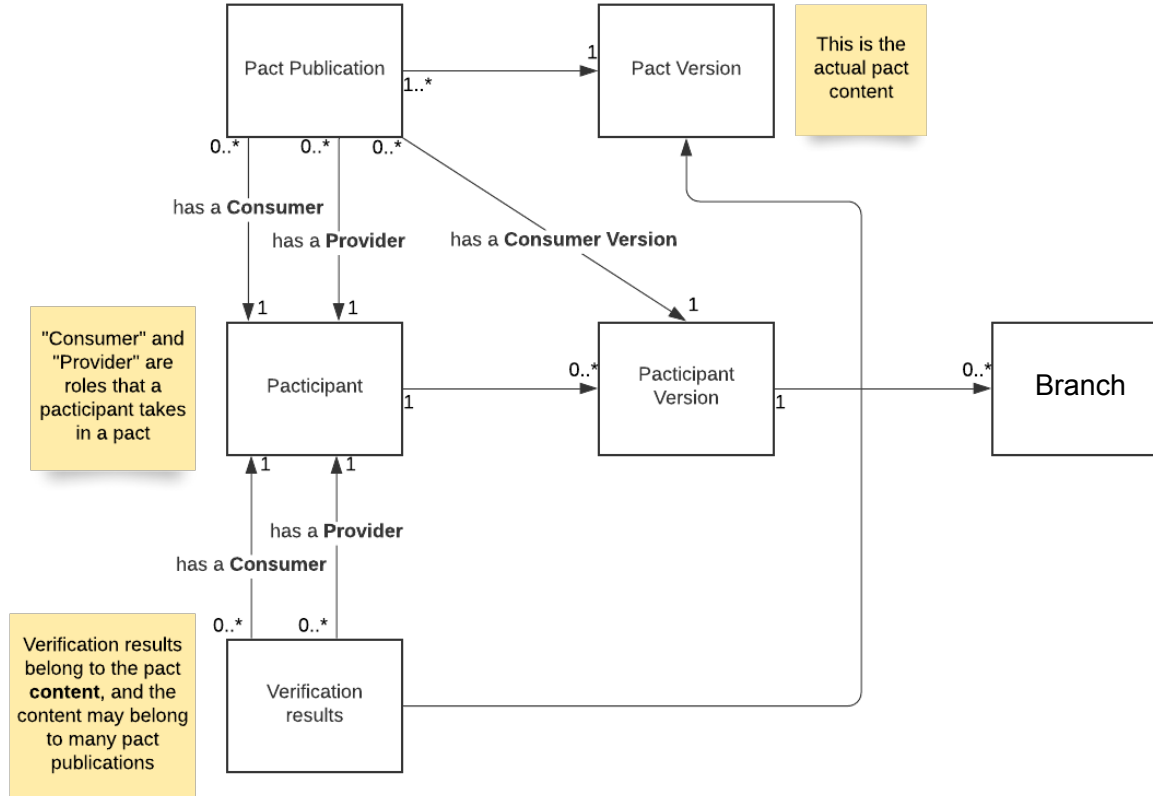 Pact Publication
1
1..*
Pact Version
This is the
actual pact
content
0..*
0..*
0..*
has a Consumer
has a Provider
has a Consumer Version
1
1
1
"Consumer" and
"Provider" are
roles that a
pacticipant takes
in a pact
Pacticipant
0..*
1
Pacticipant
Version
0..*
1
Branch
1
1
has a Provider
has a Consumer
0..*
0..*
Verification results
belong to the pact
content, and the
content may belong
to many pact
publications
Verification
results